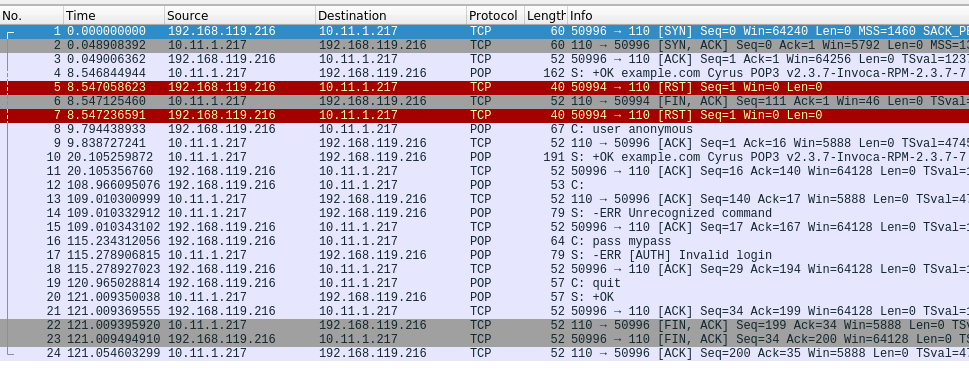 No. Time Source Destination Protocol Length Info
1 0.000000000 192.168.119.216 10.11.1.217 TCP 60 50996 → 110 [SYN] Seq=0 Win=64240 Len=0 MSS=1460 SACK_PE
2 0.048908392 10.11.1.217 192.168.119.216 TCP 60 110 → 50996 [SYN, ACK] Seq=0 Ack=1 Win=5792 Len=0 MSS=13
3 0.049006362 192.168.119.216 10.11.1.217 TCP 52 50996 → 110 [ACK] Seq=1 Ack=1 Win=64256 Len=0 TSval=1237
4 8.546844944 10.11.1.217 192.168.119.216 POP 162 S: +OK example.com Cyrus POP3 v2.3.7-Invoca-RPM-2.3.7-7
5 8.547058623 192.168.119.216 10.11.1.217 TCP 40 50994 → 110 [RST] Seq=1 Win=0 Len=0
6 8.547125460 10.11.1.217 192.168.119.216 TCP 52 110 → 50994 [FIN, ACK] Seq=111 Ack=1 Win=46 Len=0 TSval=
7 8.547236591 192.168.119.216 10.11.1.217 TCP 40 50994 → 110 [RST] Seq=1 Win=0 Len=0
8 9.794438933 192.168.119.216 10.11.1.217 POP 67 C: user anonymous
9 9.838727241 10.11.1.217 192.168.119.216 TCP 52 110 → 50996 [ACK] Seq=1 Ack=16 Win=5888 Len=0 TSval=4745
10 20.105259872 10.11.1.217 192.168.119.216 POP 191 S: +OK example.com Cyrus POP3 v2.3.7-Invoca-RPM-2.3.7-7
11 20.105356760 192.168.119.216 10.11.1.217 TCP 52 50996 → 110 [ACK] Seq=16 Ack=140 Win=64128 Len=0 TSval=1
12 108.966095076 192.168.119.216 10.11.1.217 POP 53 C:
13 109.010300999 10.11.1.217 192.168.119.216 TCP 52 110 → 50996 [ACK] Seq=140 Ack=17 Win=5888 Len=0 TSval=47
14 109.010332912 10.11.1.217 192.168.119.216 POP 79 S: -ERR Unrecognized command
15 109.010343102 192.168.119.216 10.11.1.217 TCP 52 50996 → 110 [ACK] Seq=17 Ack=167 Win=64128 Len=0 TSval=1
16 115.234312056 192.168.119.216 10.11.1.217 POP 64 C: pass mypass
17 115.278906815 10.11.1.217 192.168.119.216 POP 79 S: -ERR [AUTH] Invalid login
18 115.278927023 192.168.119.216 10.11.1.217 TCP 52 50996 → 110 [ACK] Seq=29 Ack=194 Win=64128 Len=0 TSval=1
19 120.965028814 192.168.119.216 10.11.1.217 POP 57 C: quit
20 121.009350038 10.11.1.217 192.168.119.216 POP 57 S: +OK
21 121.009369555 192.168.119.216 10.11.1.217 TCP 52 50996 → 110 [ACK] Seq=34 Ack=199 Win=64128 Len=0 TSval=1
22 121.009395920 10.11.1.217 192.168.119.216 TCP 52 110 → 50996 [FIN, ACK] Seq=199 Ack=34 Win=5888 Len=0 TS
23 121.009494910 192.168.119.216 10.11.1.217 TCP 52 50996 → 110 [FIN, ACK] Seq=34 Ack=200 Win=64128 Len=0 T
24 121.054603299 10.11.1.217 192.168.119.216 TCP 52 110 → 50996 [ACK] Seq=200 Ack=35 Win=5888 Len=0 TSval=47